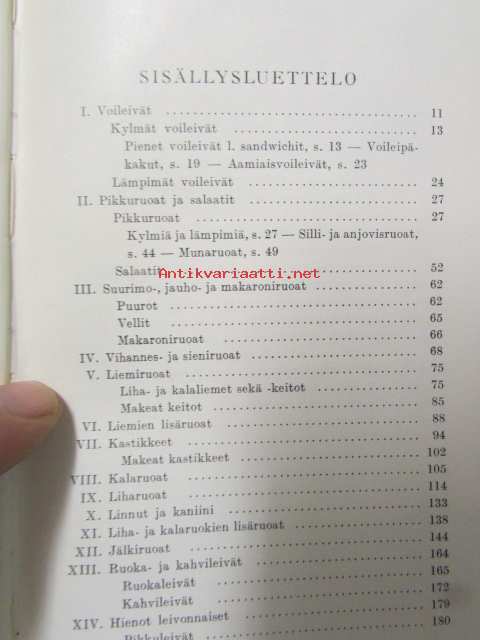 SISÄLLYSLUETTELO
I. Voileivät 11
Kylmät voileivät 13
Pienet voileivät l. sandwichit, s. 13 — Voileipä-
kakut, s. 19 — Aamiaisvoileivät, s. 23
Lämpimät voileivät 24
II. Pikkuruoat ja salaatit 27
Pikkuruoat 27
Kylmiä ja lämpimiä, s. 27 — Silli- ja anjovisruoat,
s. 44 — Munaruoat, s. 49
Salaatit 52
Antikvariaatti.net
III. Suurimo-, jauho- ja makaroniruoat 62
Puurot 62
Vellit 65
Makaroniruoat 66
IV. Vihannes- ja sieniruoat 68
V. Liemiruoat 75
Liha- ja kalaliemet sekä -keitot 75
Makeat keitot 85
VI. Liemien lisäruoat 88
VII. Kastikkeet 94
Makeat kastikkeet 102
VIII. Kalaruoat 105
IX. Liharuoat 114
X. Linnut ja kaniini 133
XI. Liha- ja kalaruokien lisäruoat 138
XII. Jälkiruoat 144
XIII. Ruoka- ja kahvileivät 164
Ruokaleivät 165
Kahvileivät 172
XIV. Hienot leivonnaiset 179
Pikkuleivät 180